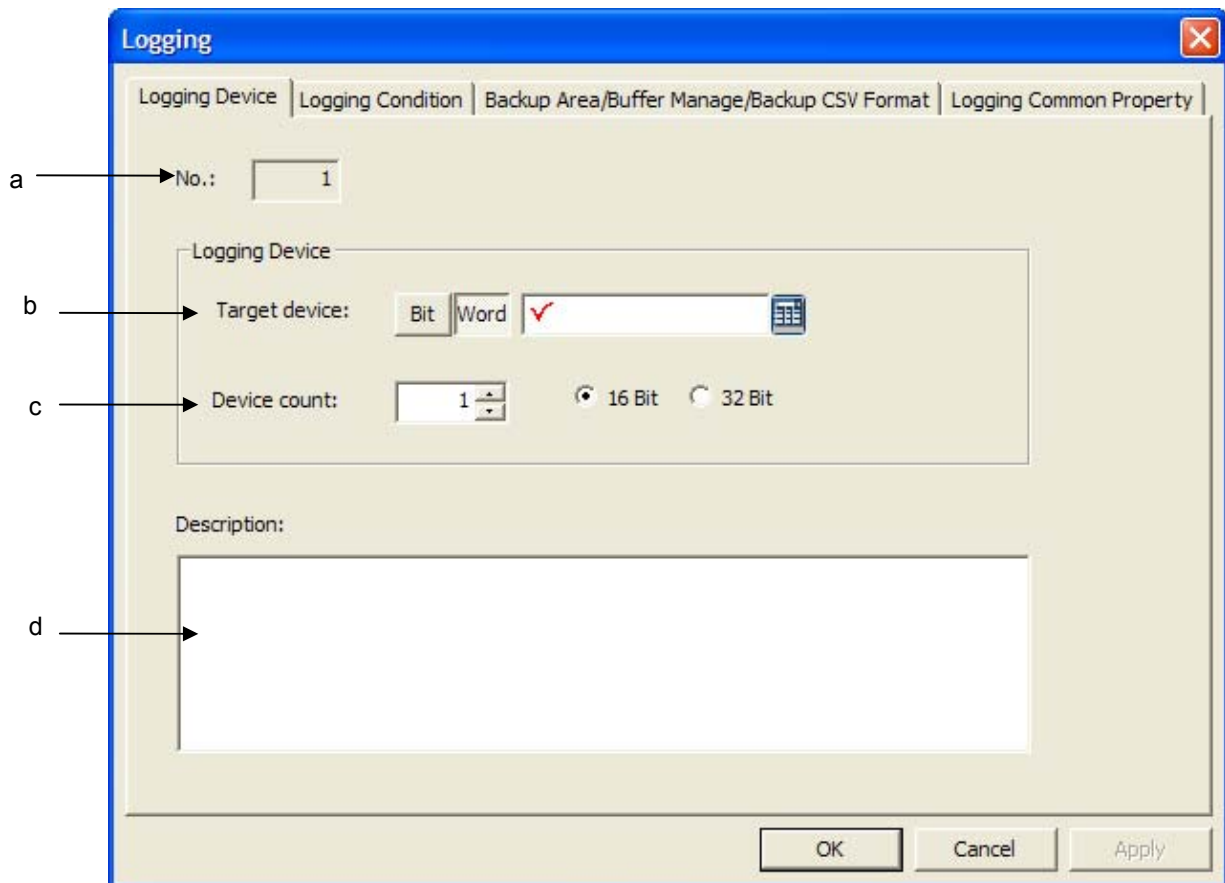 Logging
Logging Device Logging Condition Backup Area/Buffer Manage/Backup CSV Format Logging Common Property
a No.: 1
Logging Device
b Target device: Bit Word
c Device count: 1 16 Bit 32 Bit
Description:
d
OK Cancel Apply